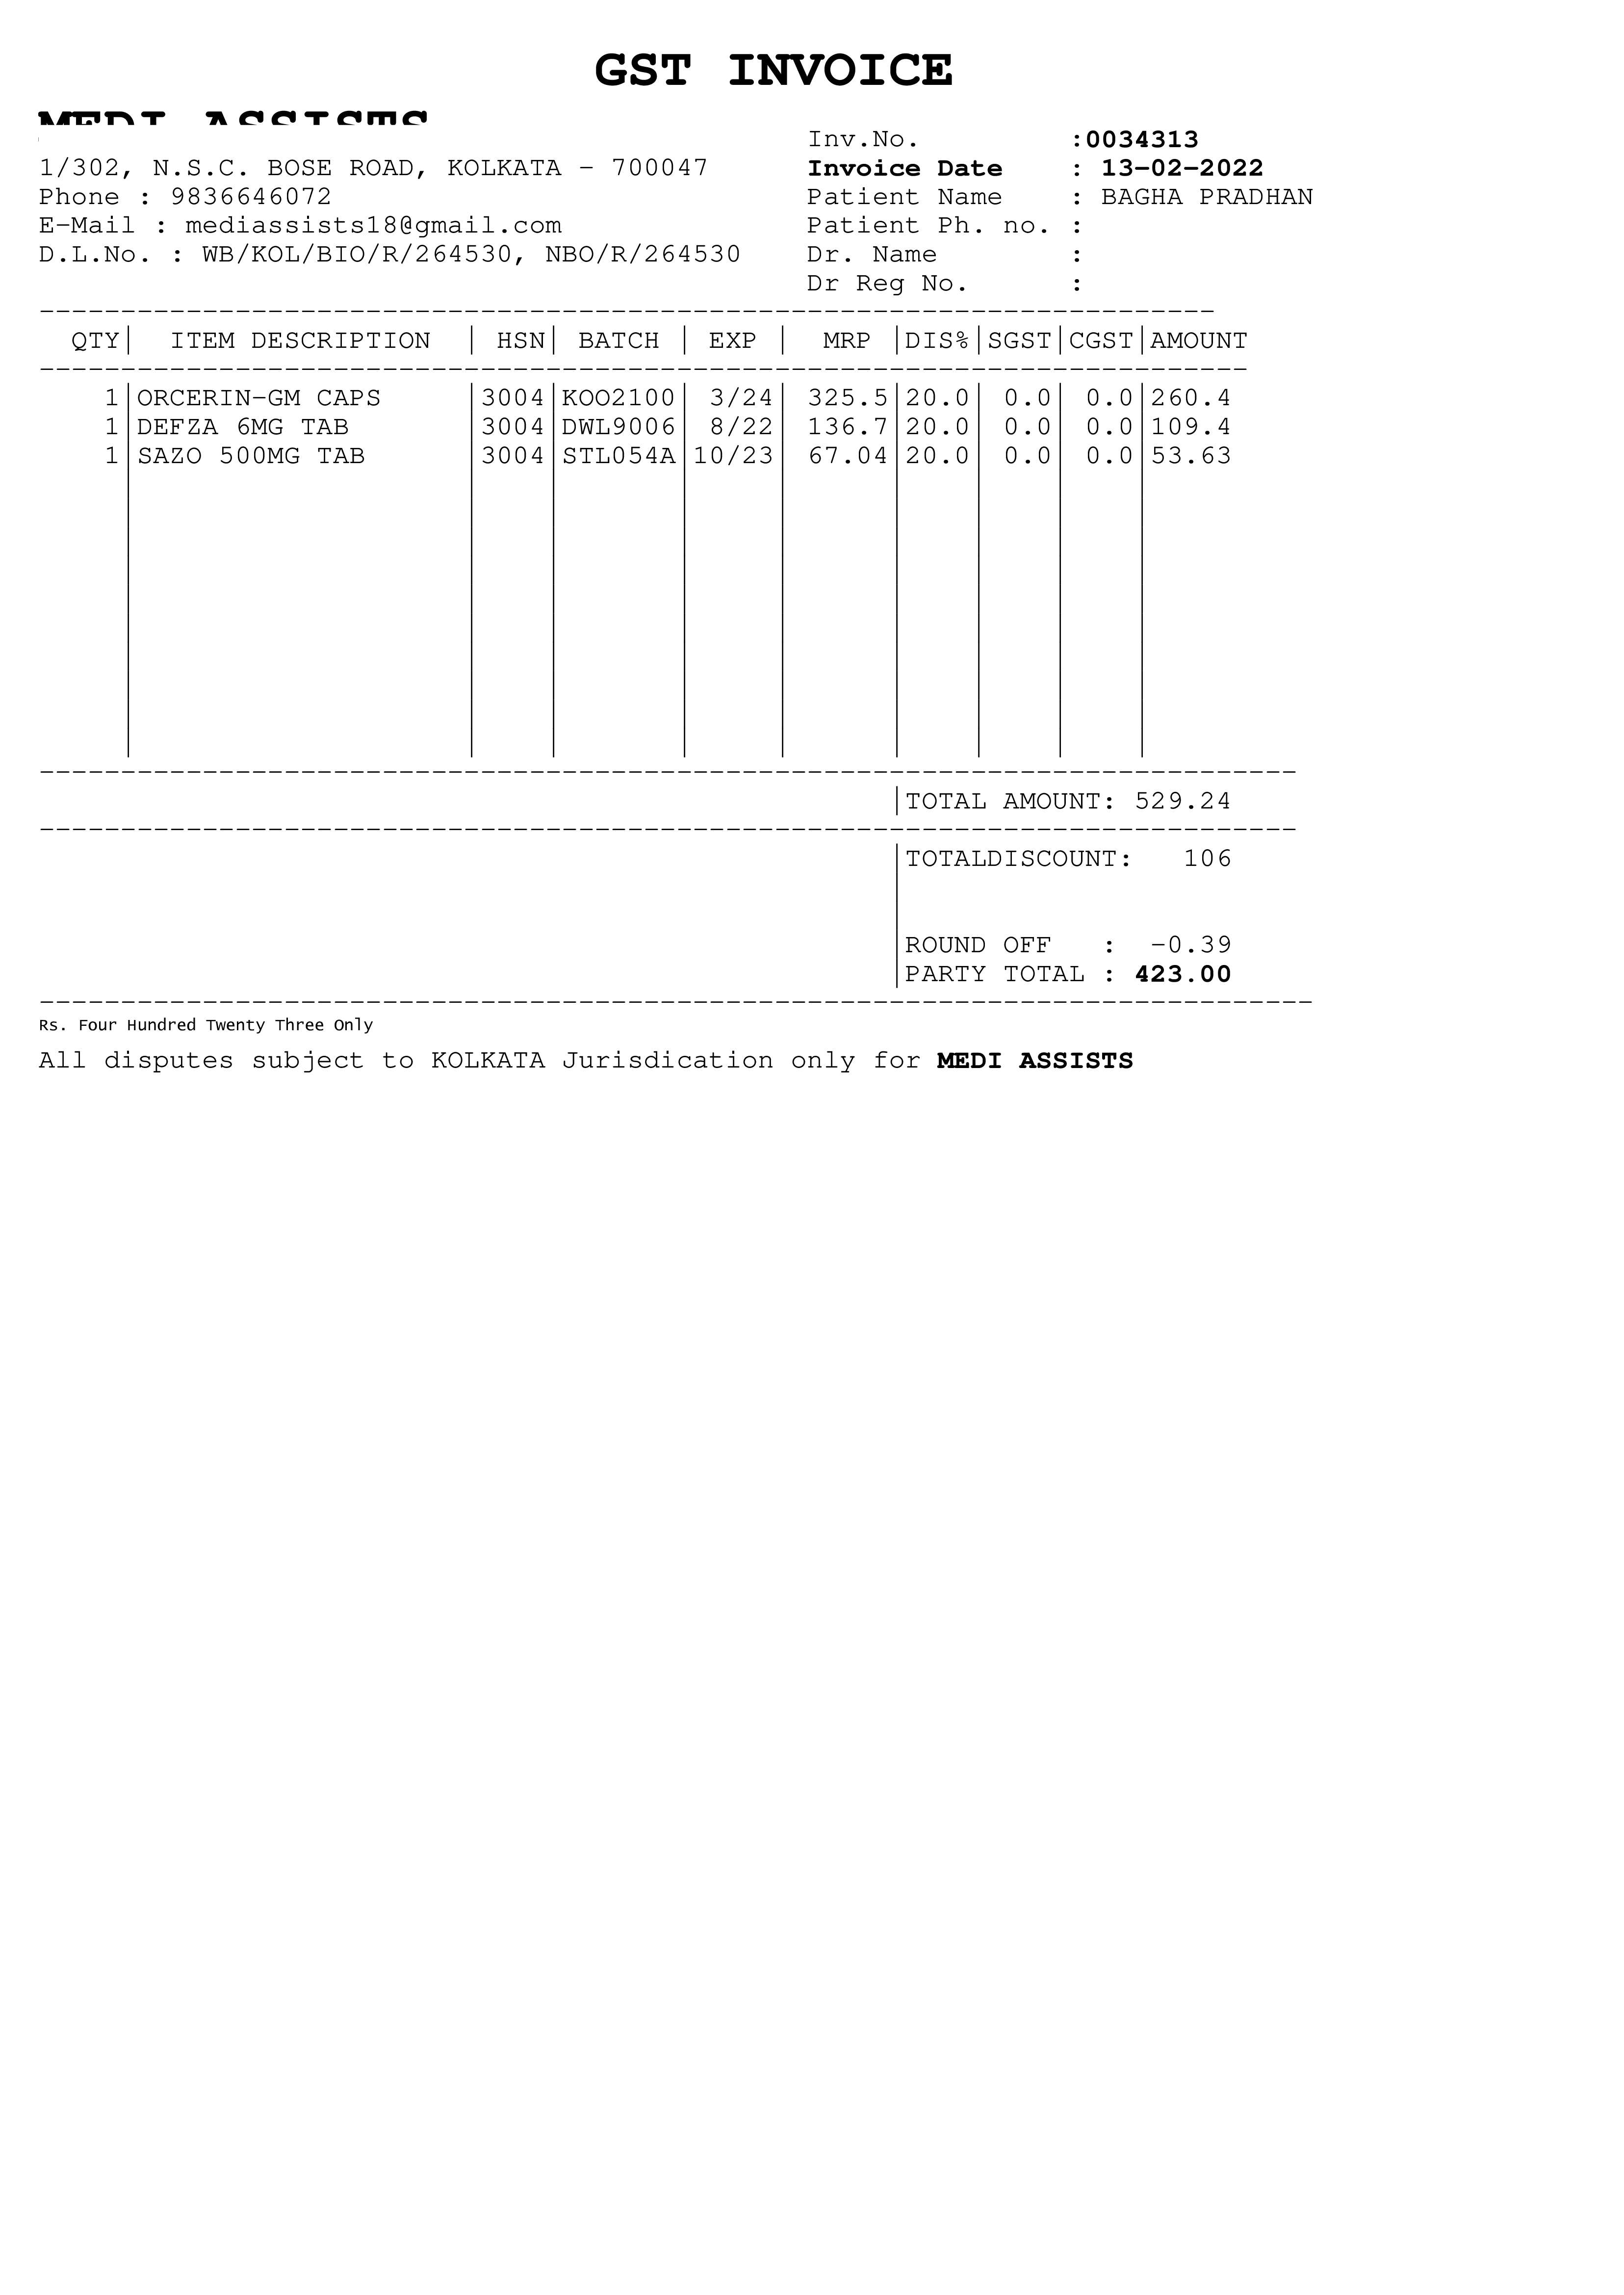 GST INVOICE
MEDI ASSISTS
Inv.No. :0034313
1/302, N.S.C. BOSE ROAD, KOLKATA - 700047 Invoice Date : 13-02-2022
Phone : 9836646072 Patient Name : BAGHA PRADHAN
E-Mail : mediassists18@gmail.com Patient Ph. no. :
D.L.No. : WB/KOL/BIO/R/264530, NBO/R/264530 Dr. Name :
Dr Reg No. :
QTY| ITEM DESCRIPTION | HSN| BATCH | EXP | MRP |DIS%|SGST|CGST|AMOUNT
1|ORCERIN-GM CAPS |3004|KOO2100| 3/24| 325.5|20.0| 0.0| 0.0|260.4
1|DEFZA 6MG TAB |3004|DWL9006| 8/22| 136.7|20.0| 0.0| 0.0|109.4
1|SAZO 500MG TAB |3004|STL054A|10/23| 67.04|20.0| 0.0| 0.0|53.63
|TOTAL AMOUNT: 529.24
|TOTALDISCOUNT: 106
|ROUND OFF : -0.39
|PARTY TOTAL : 423.00
Rs. Four Hundred Twenty Three Only
All disputes subject to KOLKATA Jurisdication only for MEDI ASSISTS